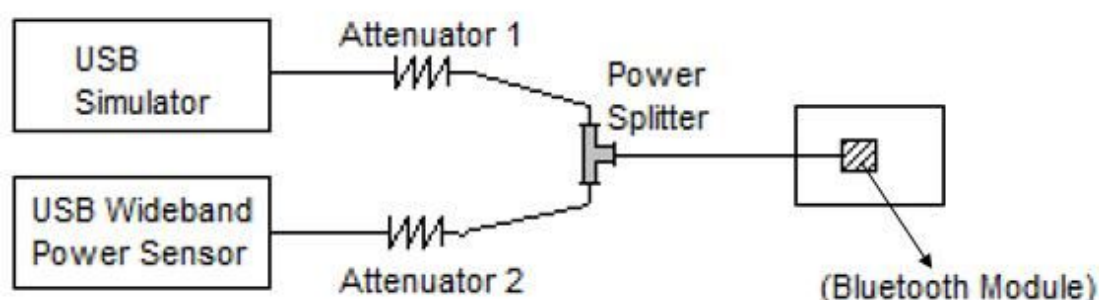 USB
Simulator
Attenuator 1
Power
Splitter
USB Wideband
Power Sensor
Attenuator 2
(Bluetooth Module)